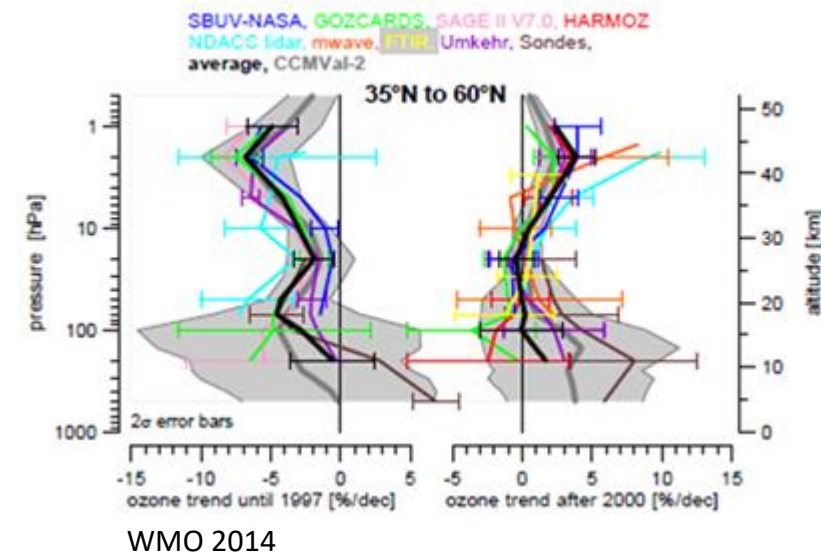 SBUV-NASA, GOZCARDS, SAGE II V7.0, HARMOZ
NDACC lidar, mwave, FTIR, Umkehr, Sondes,
average, CCMVal-2
35°N to 60°N
pressure [hPa]
1
10
100
1000
altitude [km]
50
40
30
20
10
0
2σ error bars
-15 -10 -5 0 5
-5 0 5 10 15
ozone trend until 1997 [%/dec]
ozone trend after 2000 [%/dec]
WMO 2014